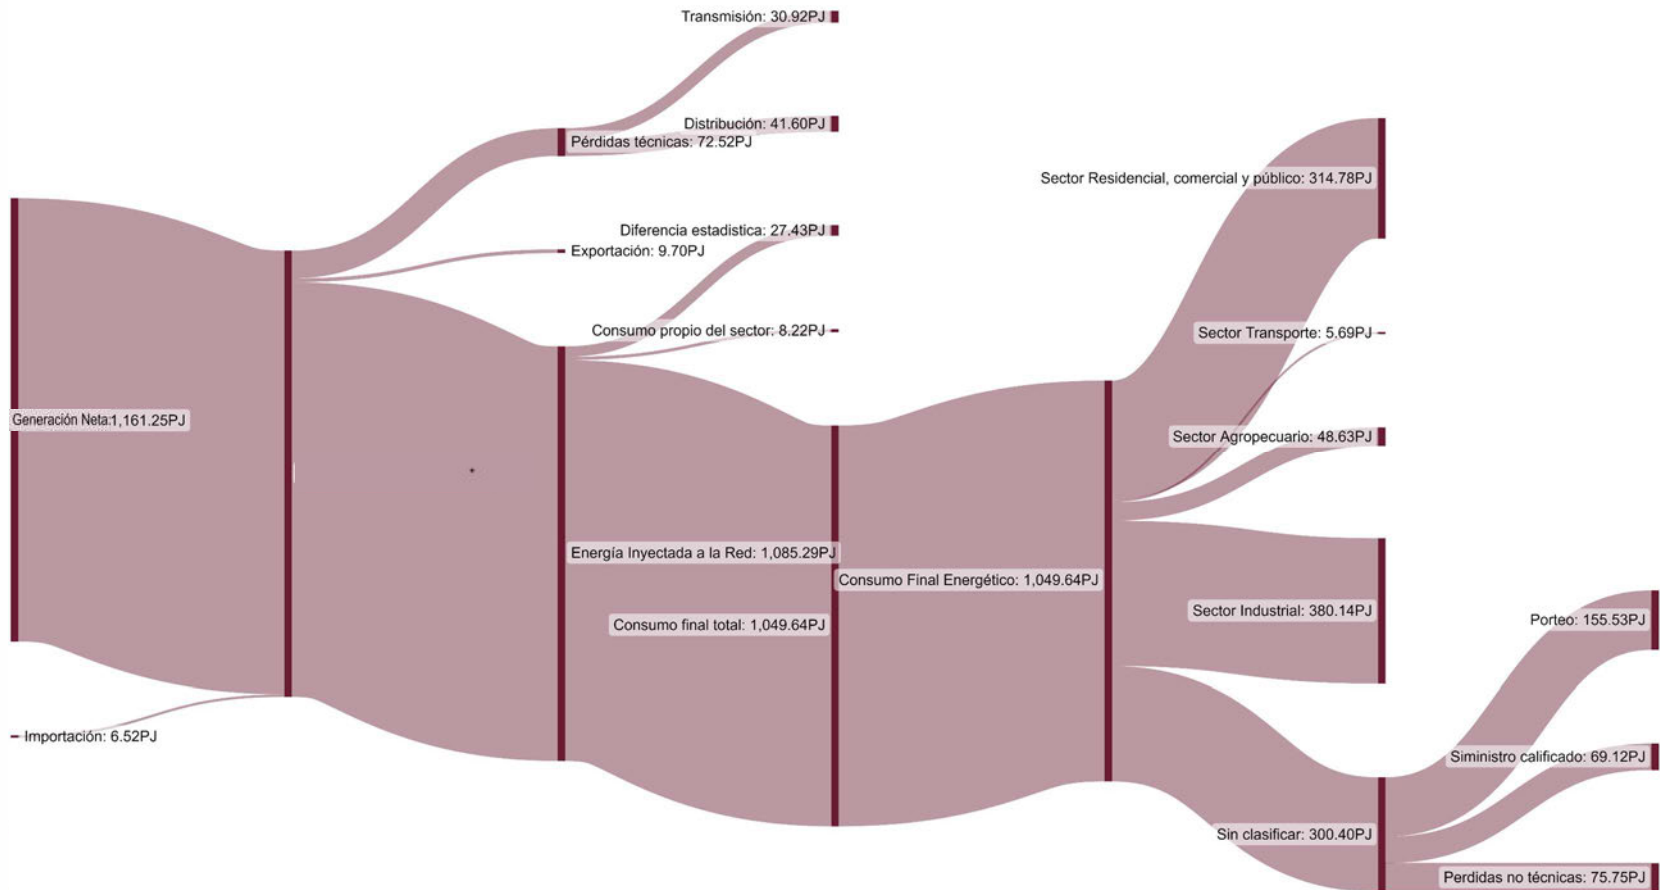 Transmisión: 30.92PJ
Distribución: 41.60PJ
Pérdidas técnicas: 72.52PJ
Sector Residencial, comercial y público: 314.78PJ
Diferencia estadistica: 27.43PJ
Exportación: 9.70PJ
Consumo propio del sector: 8.22PJ
Sector Transporte: 5.69PJ
Generación Neta:1,161.25PJ
Sector Agropecuario: 48.63PJ
*
Energía Inyectada a la Red: 1,085.29PJ
Consumo Final Energético: 1,049.64PJ
Consumo final total: 1,049.64PJ
Sector Industrial: 380.14PJ
Porteo: 155.53PJ
Importación: 6.52PJ
Siministro calificado: 69.12PJ
Sin clasificar: 300.40PJ
Perdidas no técnicas: 75.75PJ